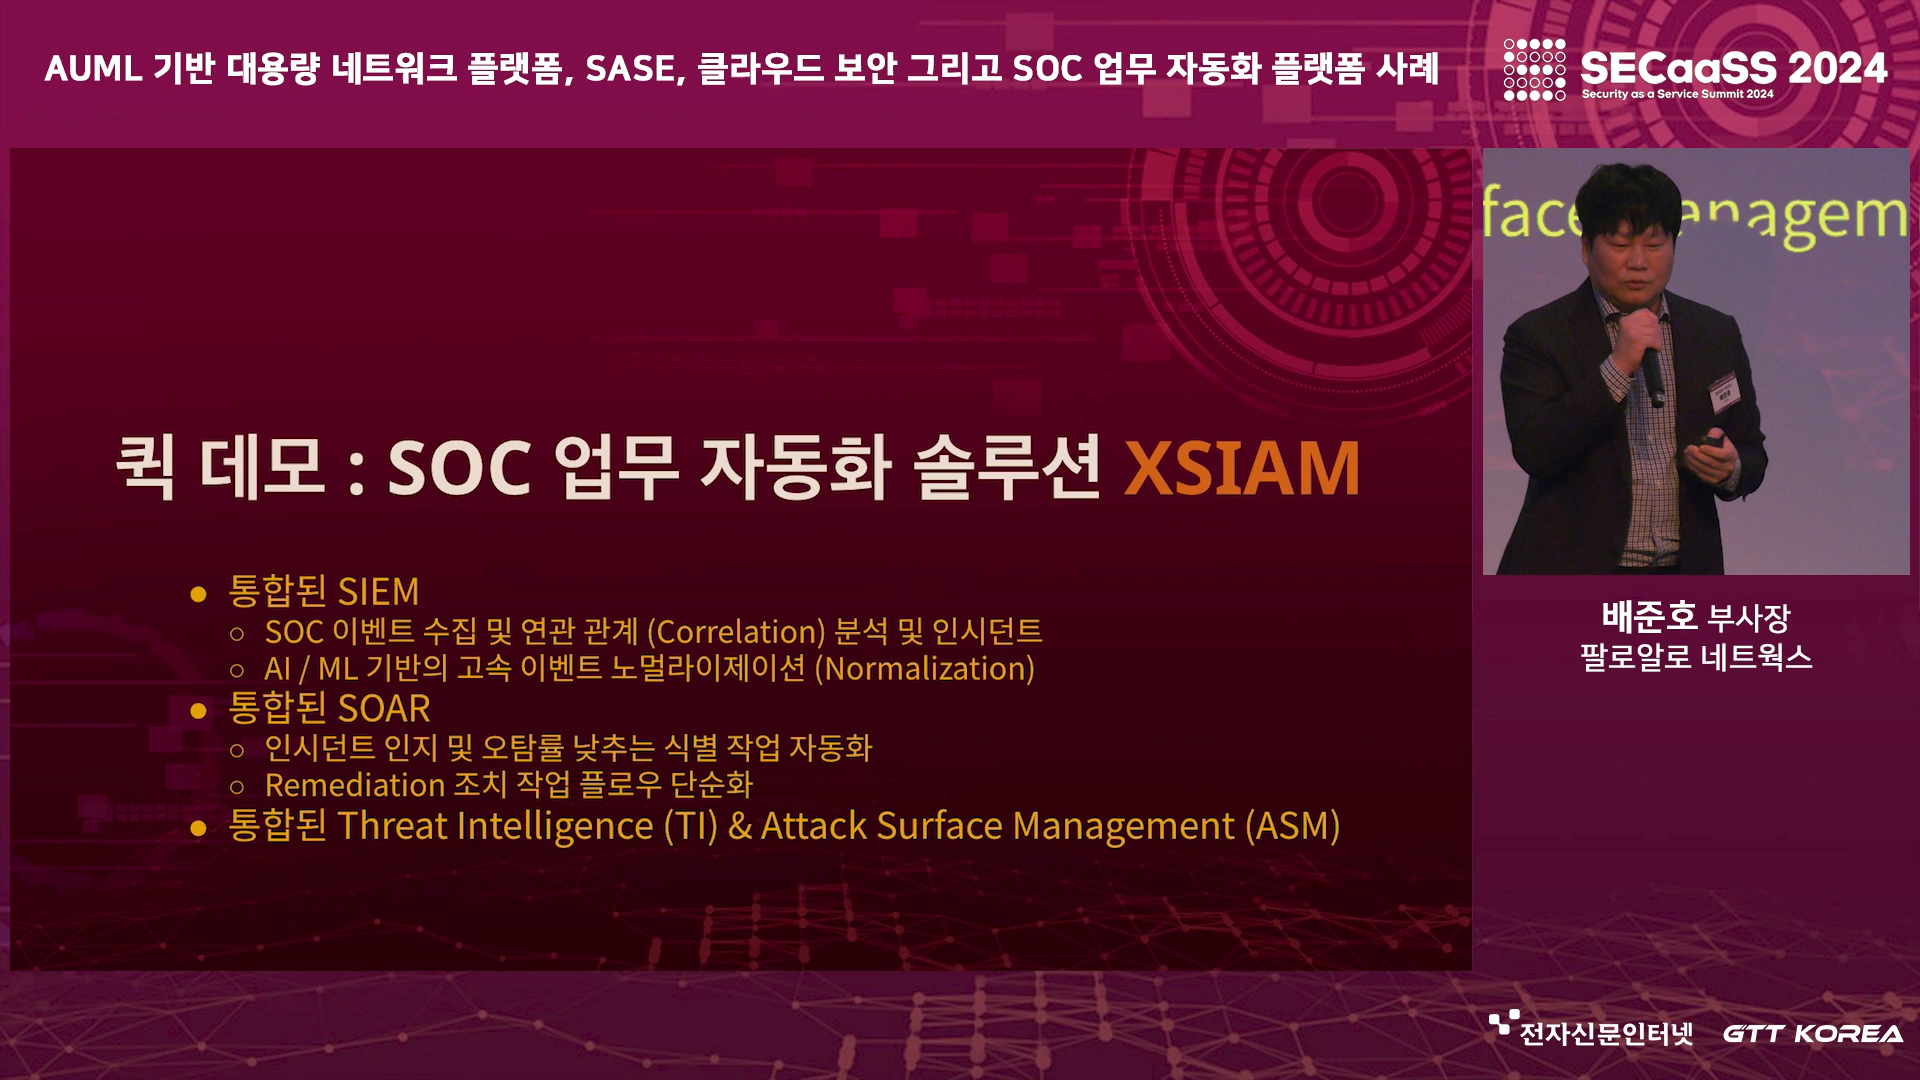 AUML 기반 대용량 네트워크 플랫폼, SASE, 클라우드 보안 그리고 SOC 업무 자동화 플랫폼 사례
SECaaSS 2024
Security as a Service Summit 2024
face Management
퀵 데모 : SOC 업무 자동화 솔루션 XSIAM
● 통합된 SIEM
○ SOC 이벤트 수집 및 연관 관계 (Correlation) 분석 및 인시던트
○ AI / ML 기반의 고속 이벤트 노멀라이제이션 (Normalization)
● 통합된 SOAR
○ 인시던트 인지 및 오탐률 낮추는 식별 작업 자동화
○ Remediation 조치 작업 플로우 단순화
● 통합된 Threat Intelligence (TI) & Attack Surface Management (ASM)
배준호 부사장
팔로알로 네트웍스
전자신문인터넷
GTT KOREA